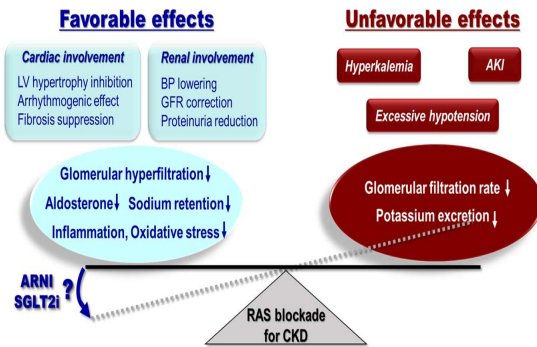 Favorable effects
Cardiac involvement
LV hypertrophy inhibition
Arrhythmogenic effect
Fibrosis suppression
Renal involvement
BP lowering
GFR correction
Proteinuria reduction
Glomerular hyperfiltration↓
Aldosterone↓ Sodium retention↓
Inflammation, Oxidative stress↓
ARNI
SGLT2i
?
Unfavorable effects
Hyperkalemia
AKI
Excessive hypotension
Glomerular filtration rate ↓
Potassium excretion↓
RAS blockade
for CKD